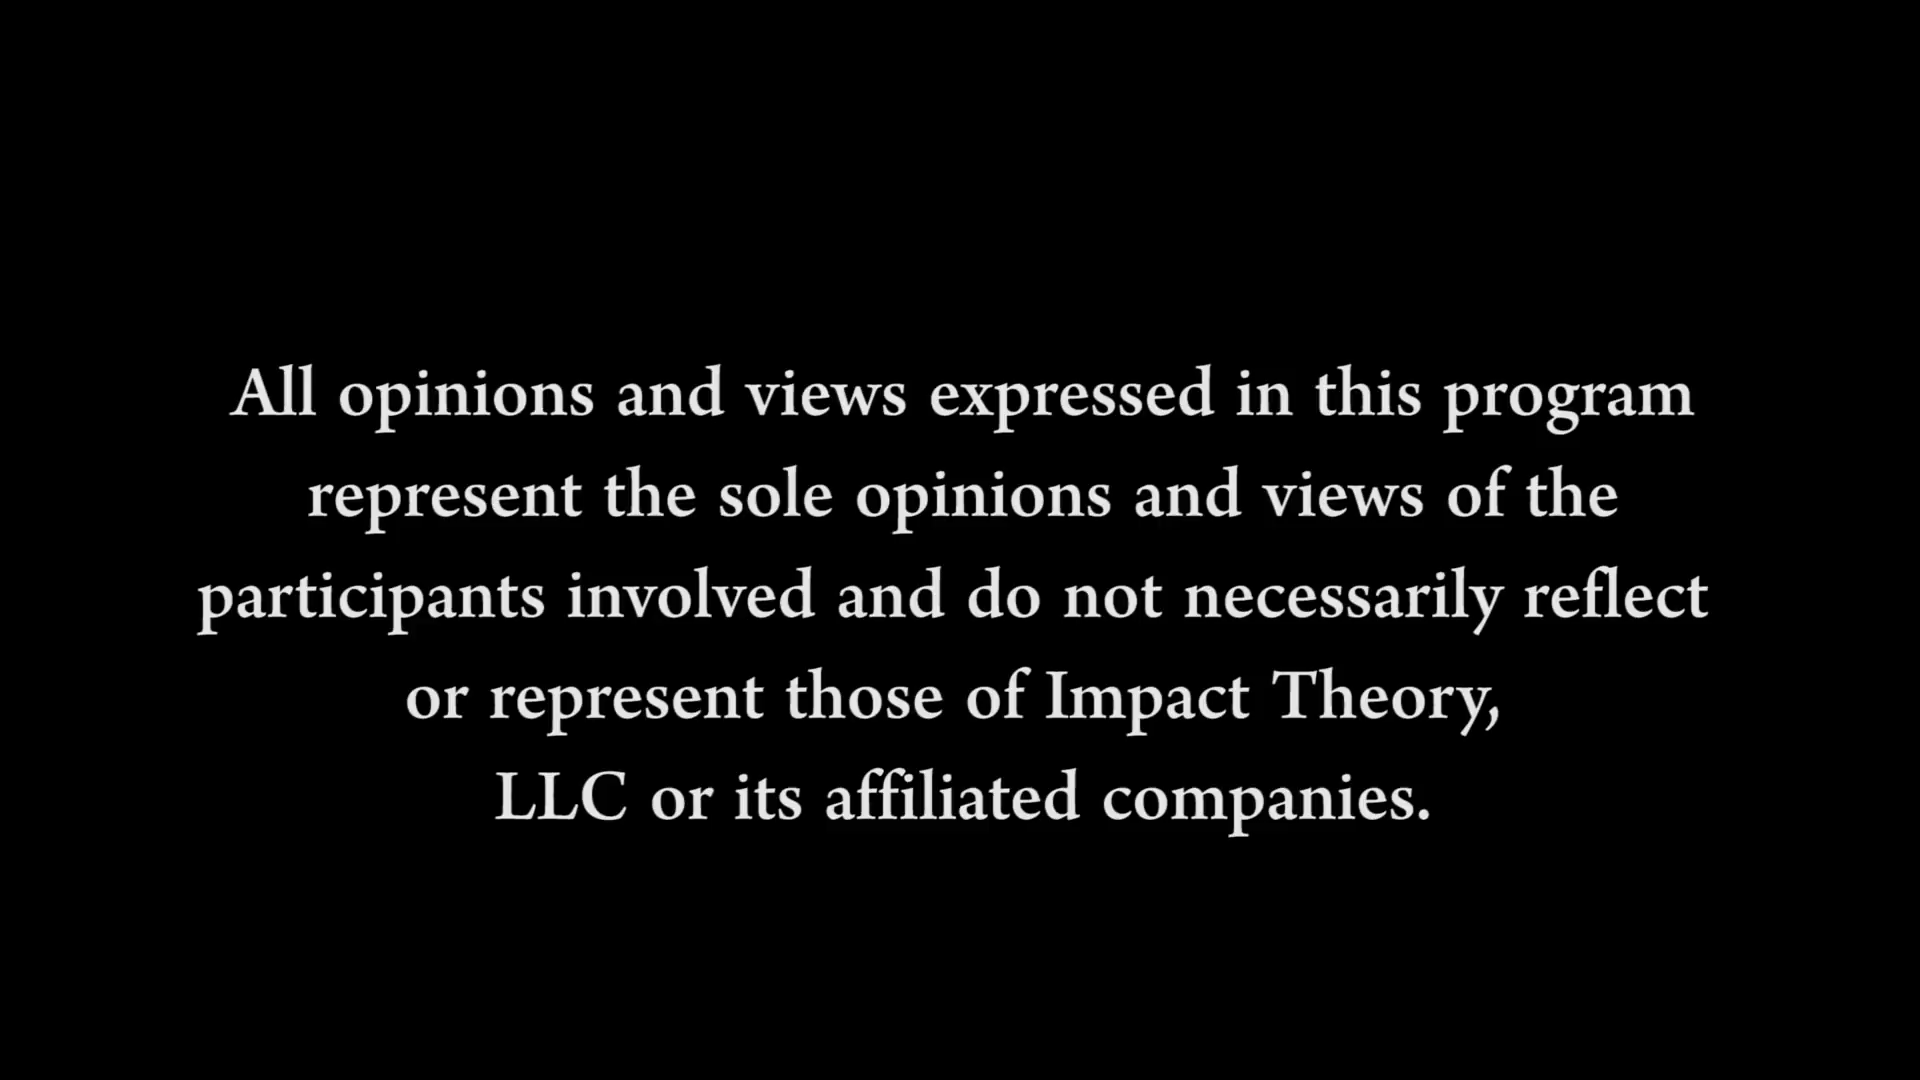 All opinions and views expressed in this program
represent the sole opinions and views of the
participants involved and do not necessarily reflect
or represent those of Impact Theory,
LLC or its affiliated companies.